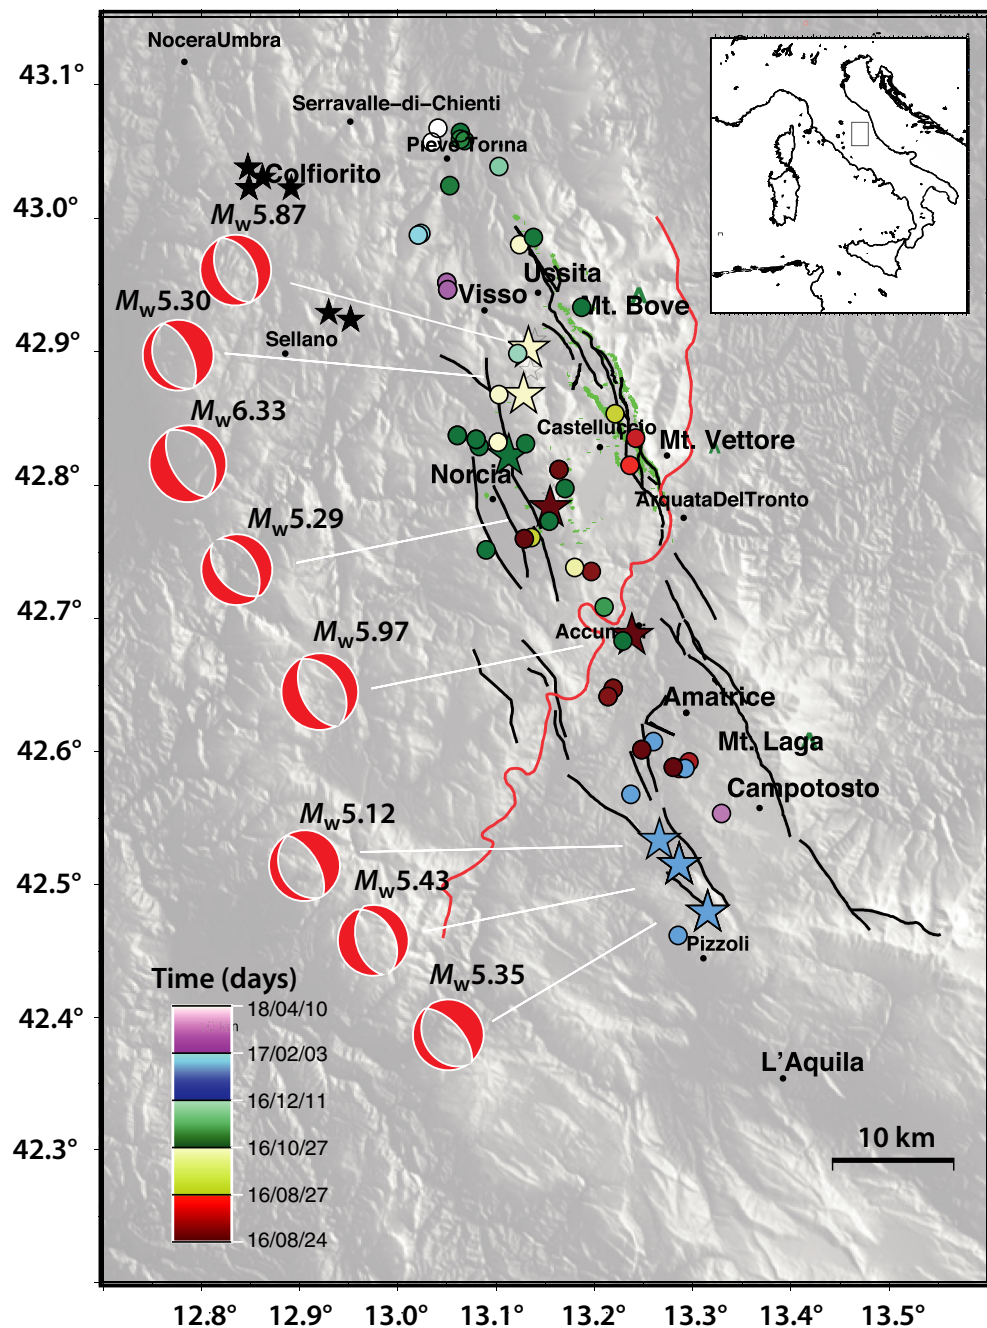 NoceraUmbra
43.1°
Serravalle-di-Chienti
Pieve Torina
Colfiorito
43.0°
Mw5.87
Ussita
Visso
Mt. Bove
Mw5.30
Sellano
42.9°
Mw6.33
Castelluccio
Mt. Vettore
42.8°
Norcia
ArquataDelTronto
Mw5.29
42.7°
Mw5.97
Accumoli
Amatrice
42.6°
Mt. Laga
Campotosto
Mw5.12
42.5°
Mw5.43
Pizzoli
Mw5.35
Time (days)
18/04/10
42.4°
17/02/03
L'Aquila
16/12/11
42.3°
16/10/27
10 km
16/08/27
16/08/24
12.8° 12.9° 13.0° 13.1° 13.2° 13.3° 13.4° 13.5°